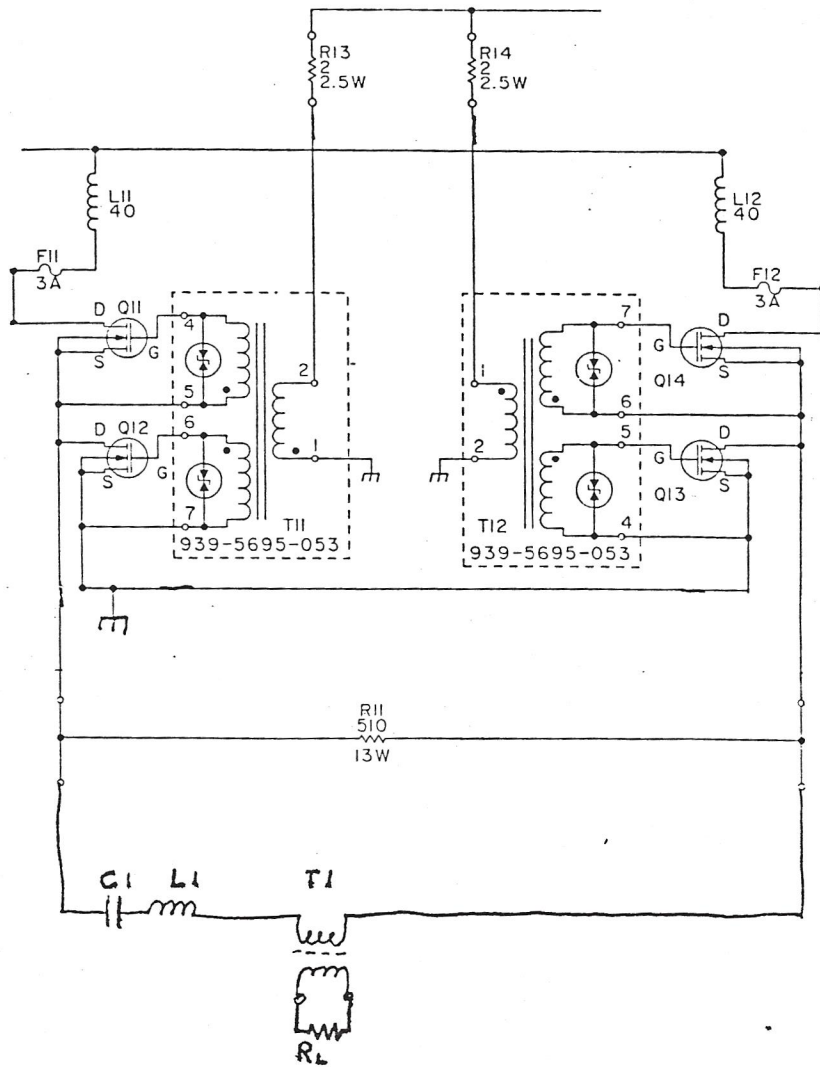 R13
2
2.5W
R14
2
2.5W
L11
40
L12
40
F11
3A
F12
3A
D Q11
G
S
4
5
D Q12
G
S
6
7
2
1
T11
939-5695-053
1
2
7
6
5
4
T12
939-5695-053
D
G
S
Q14
D
G
S
Q13
R11
510
13W
C1 L1 T1
RL